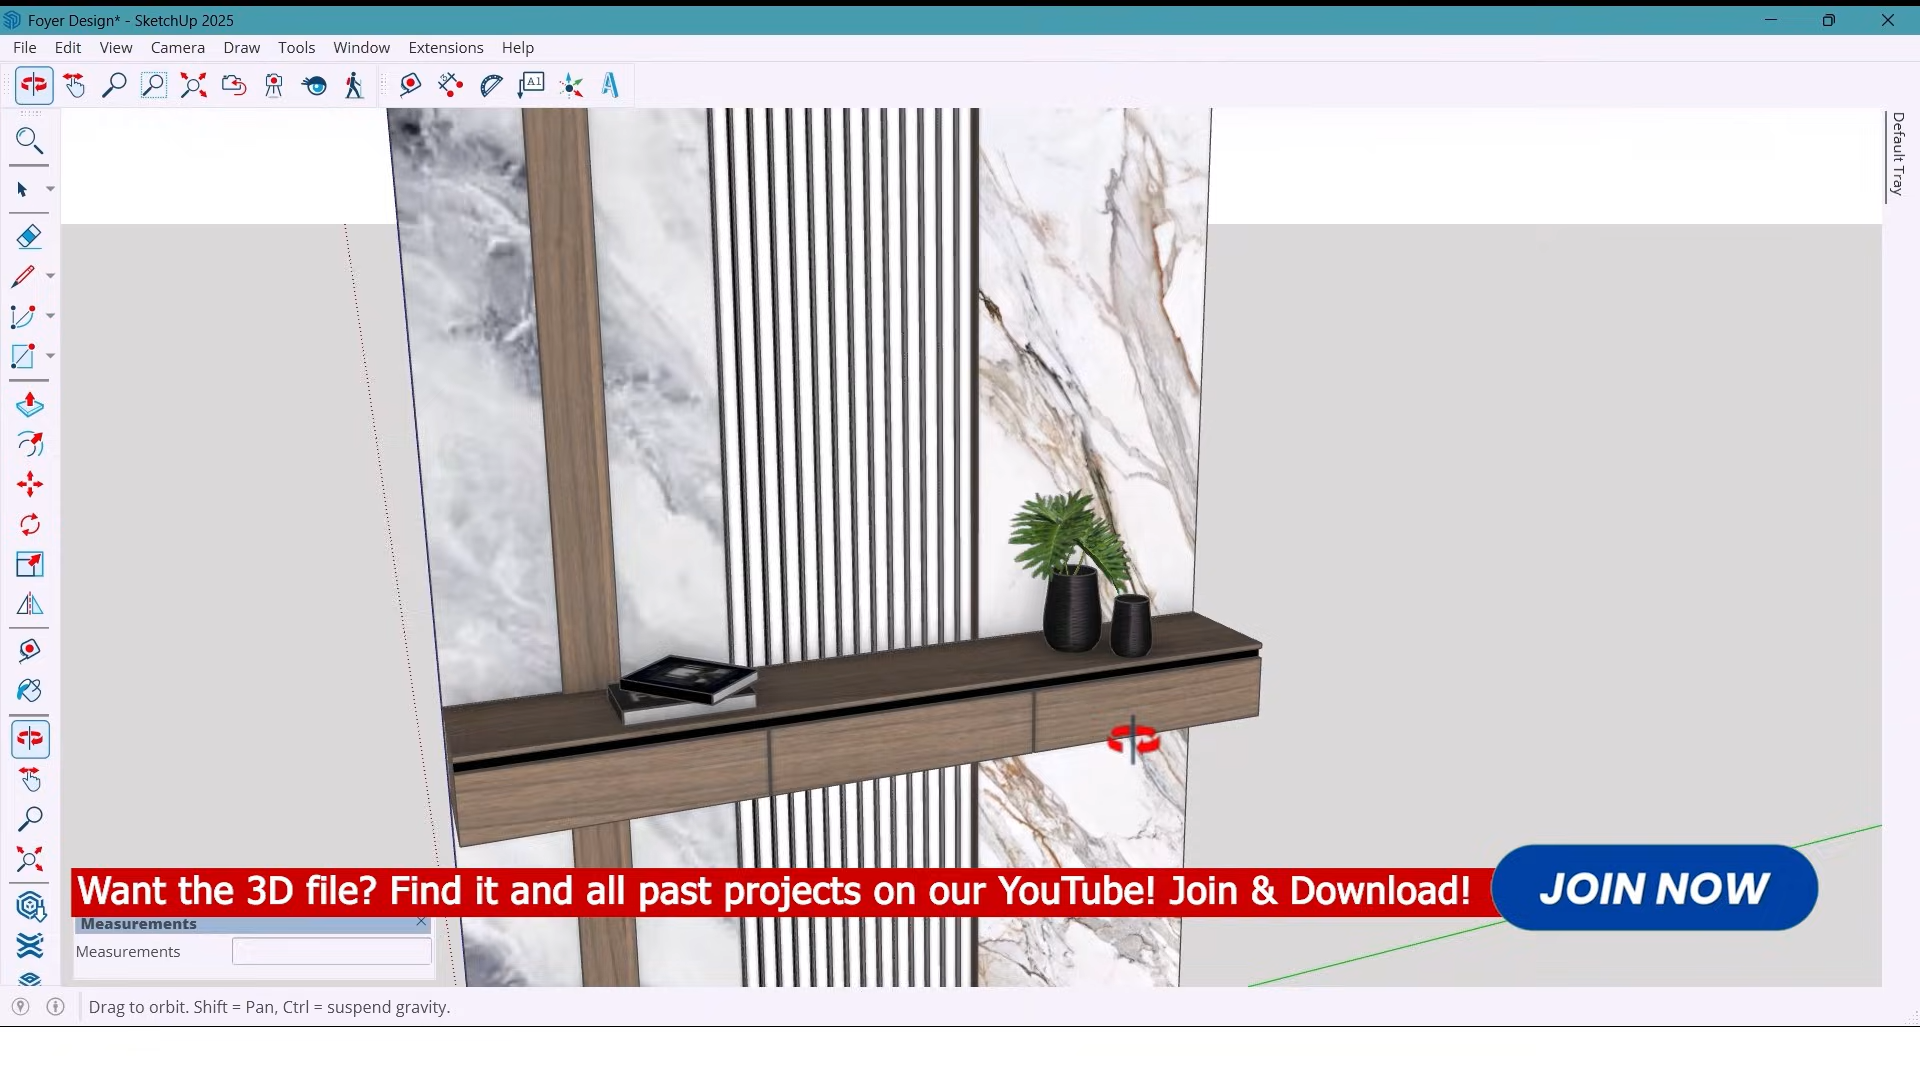 Foyer Design* - SketchUp 2025
File Edit View Camera Draw Tools Window Extensions Help
A1
Default Tray
Want the 3D file? Find it and all past projects on our YouTube! Join & Download!
JOIN NOW
Measurements
Measurements
Drag to orbit. Shift = Pan, Ctrl = suspend gravity.